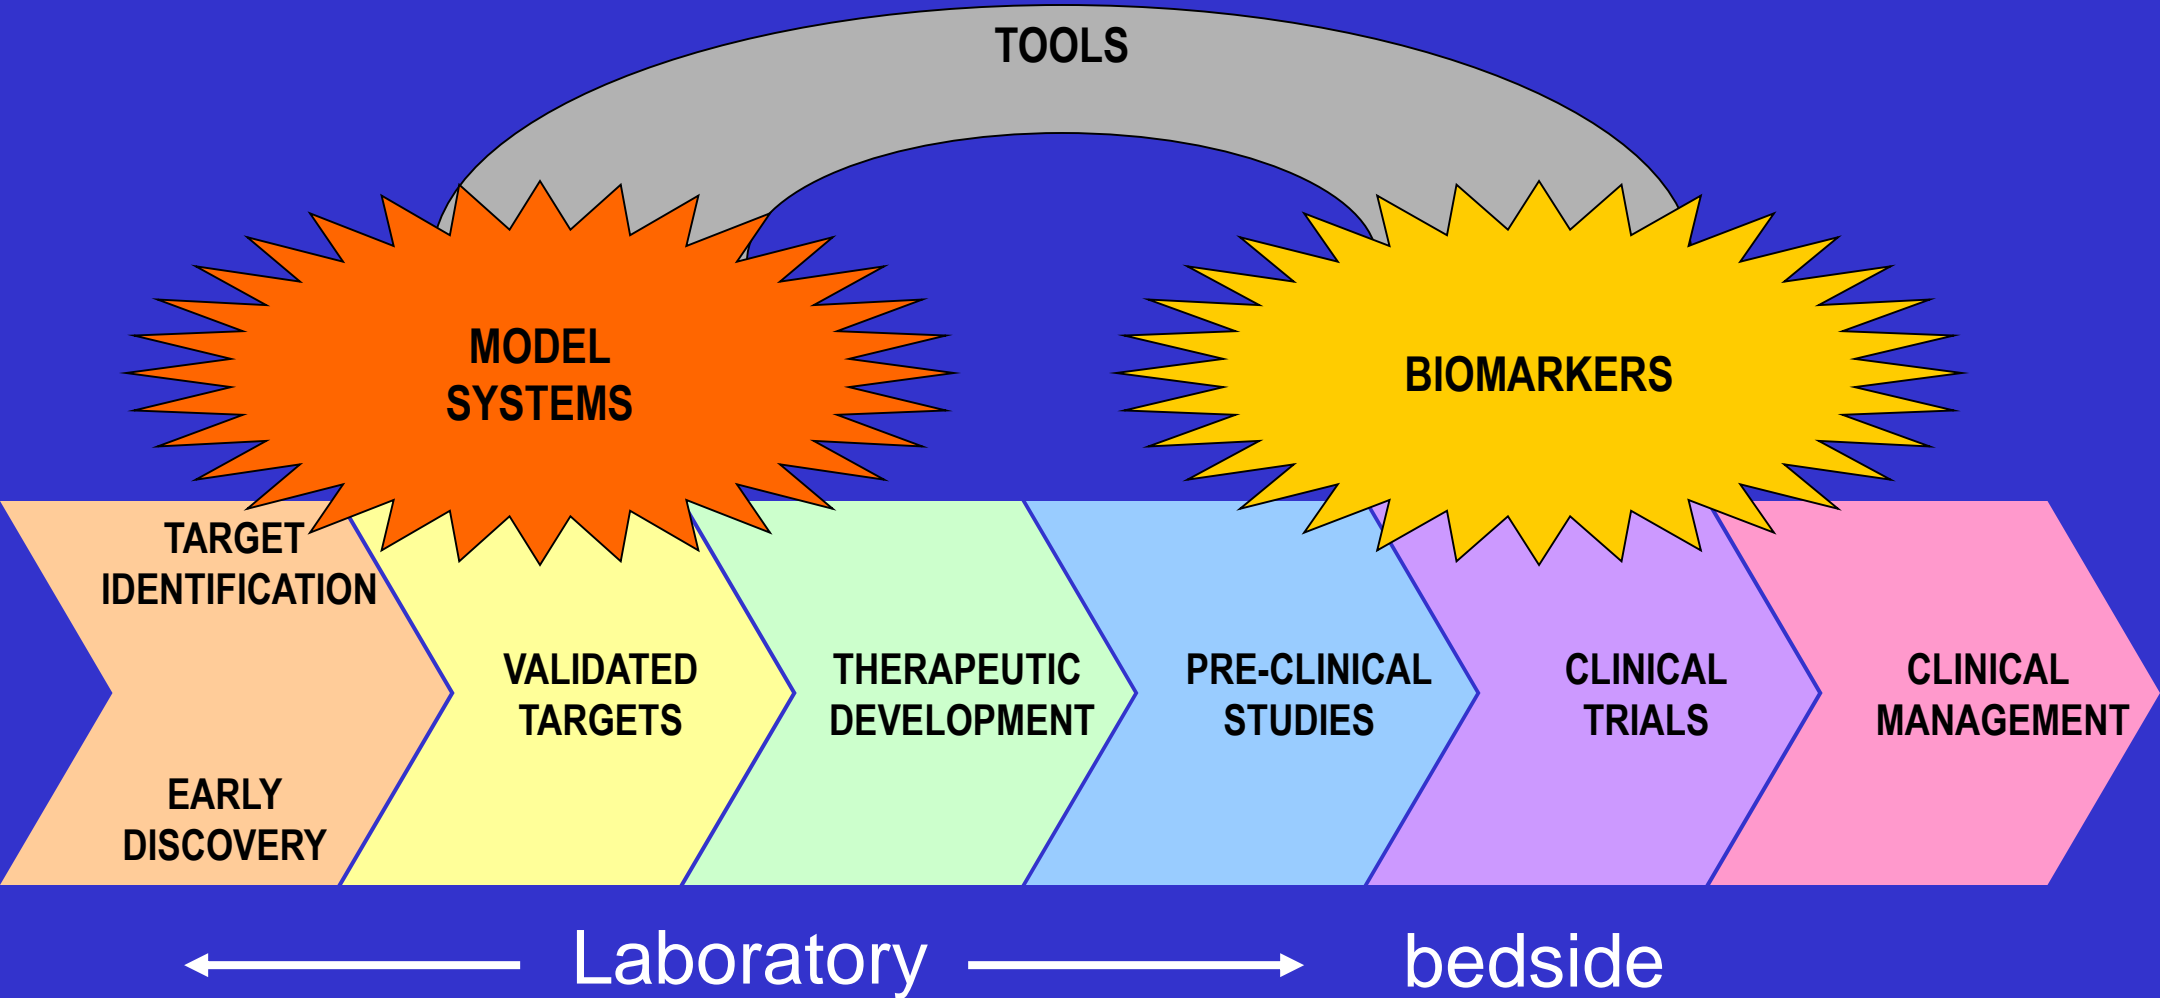 TOOLS
MODEL
SYSTEMS
BIOMARKERS
TARGET
IDENTIFICATION
EARLY
DISCOVERY
VALIDATED
TARGETS
THERAPEUTIC
DEVELOPMENT
PRE-CLINICAL
STUDIES
CLINICAL
TRIALS
CLINICAL
MANAGEMENT
Laboratory
bedside